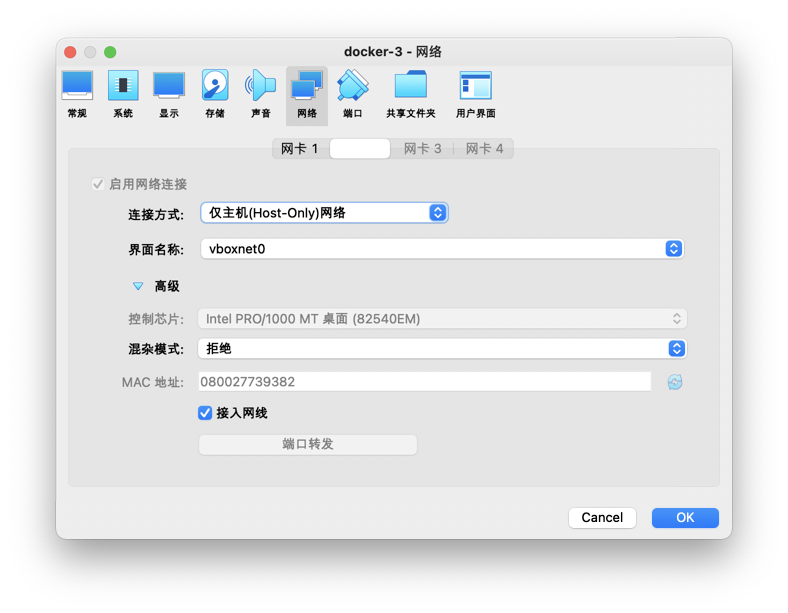 docker-3 - 网络
常规 系统 显示 存储 声音 网络 端口 共享文件夹 用户界面
网卡 1 网卡 3 网卡 4
启用网络连接
连接方式: 仅主机(Host-Only)网络
界面名称: vboxnet0
高级
控制芯片: Intel PRO/1000 MT 桌面 (82540EM)
混杂模式: 拒绝
MAC 地址: 080027739382
接入网线
端口转发
Cancel OK